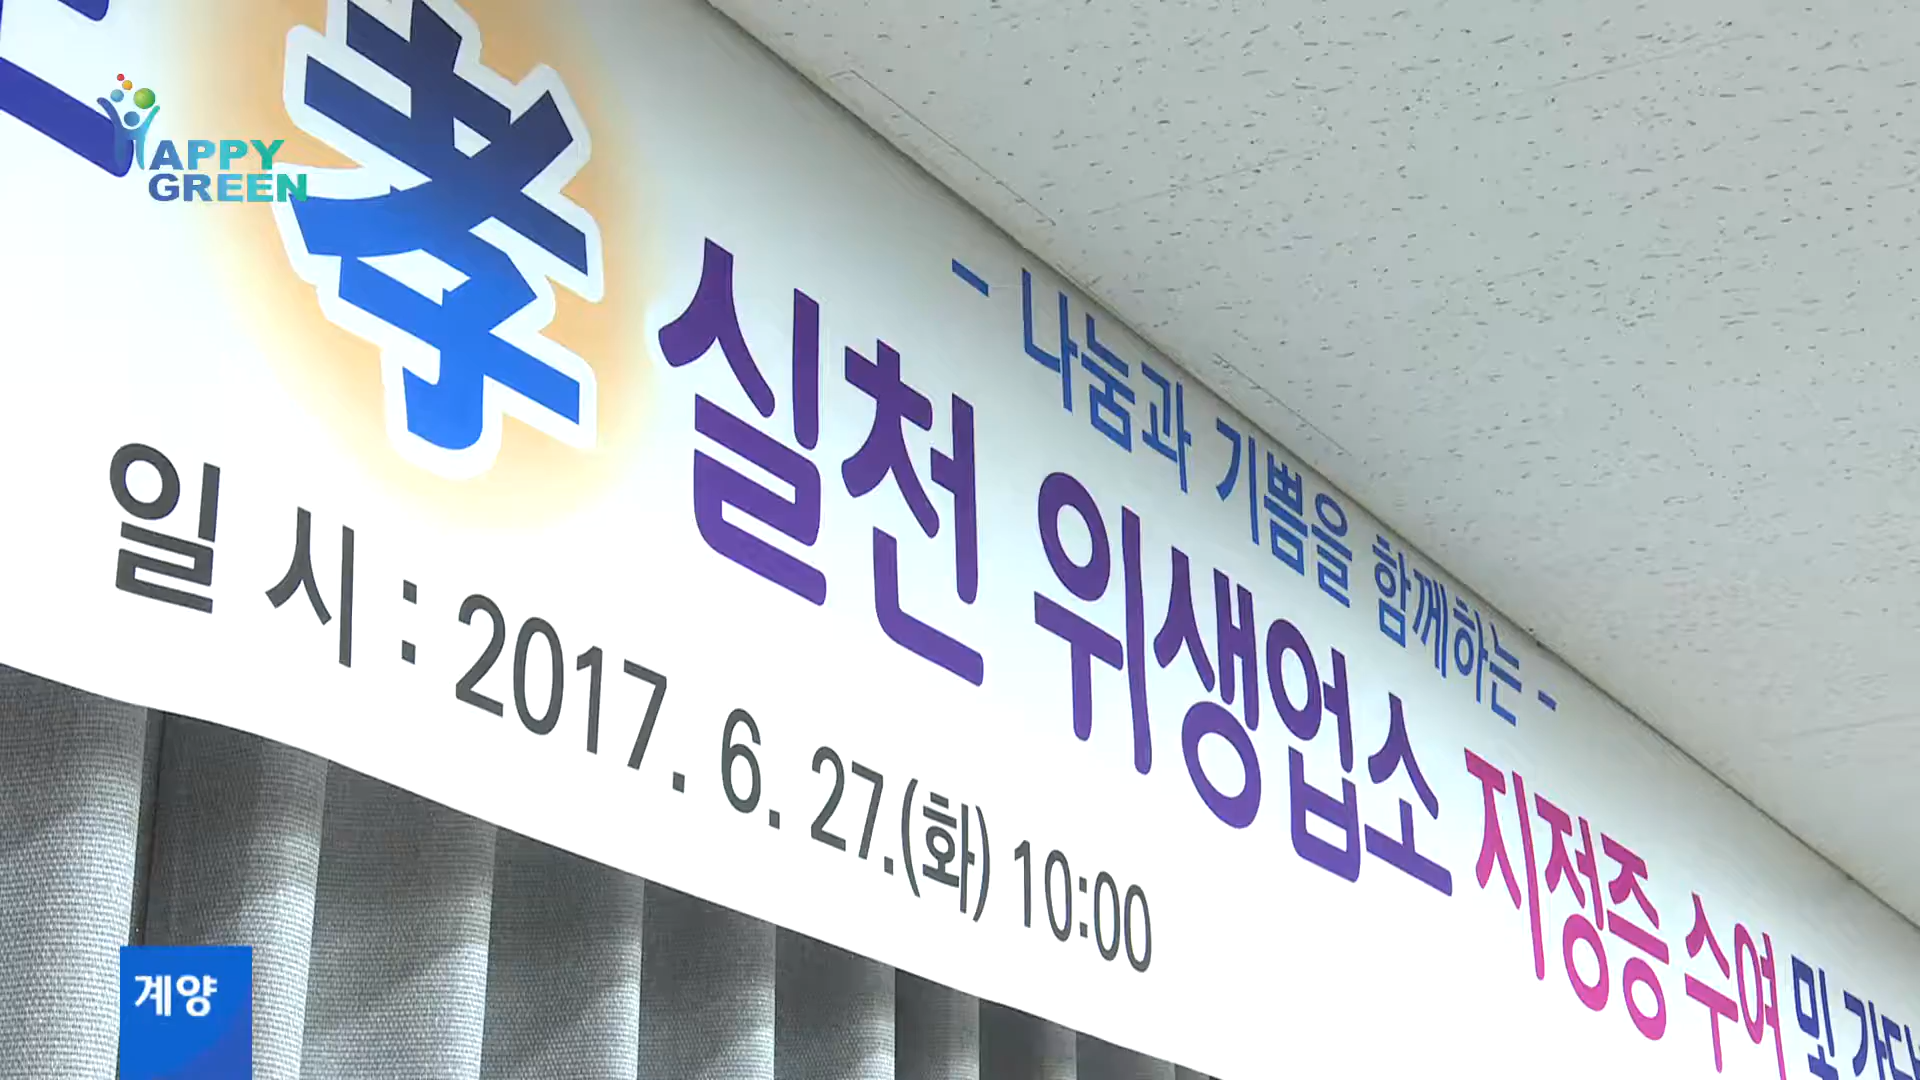 HAPPY
GREEN
- 나눔과 기쁨을 함께하는 -
孝 실천 위생업소 지정증 수여 및
일 시 : 2017. 6. 27.(화) 10:00
계양